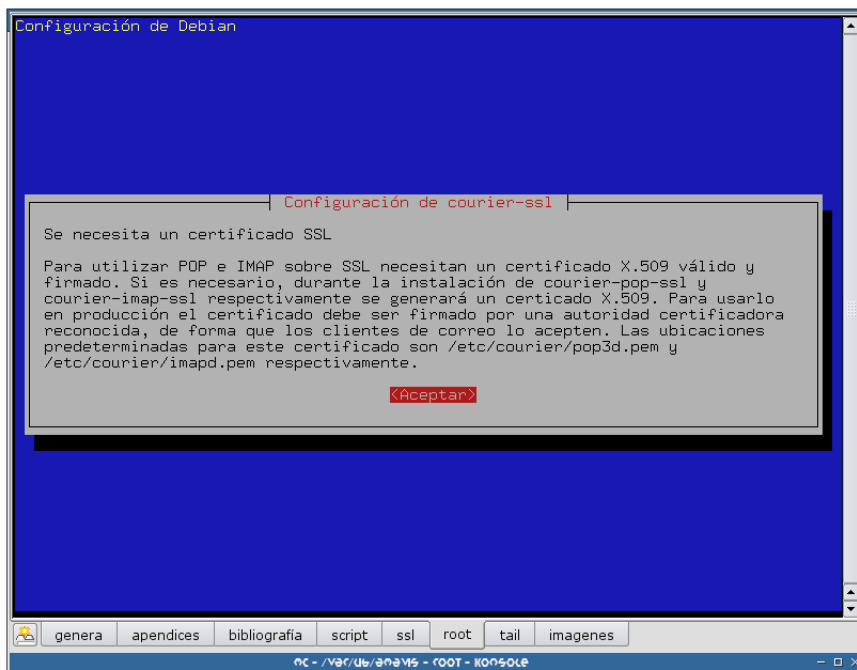 Configuración de Debian
Configuración de courier-ssl
Se necesita un certificado SSL
Para utilizar POP e IMAP sobre SSL necesitan un certificado X.509 válido y
firmado. Si es necesario, durante la instalación de courier-pop-ssl y
courier-imap-ssl respectivamente se generará un certicado X.509. Para usarlo
en producción el certificado debe ser firmado por una autoridad certificadora
reconocida, de forma que los clientes de correo lo acepten. Las ubicaciones
predeterminadas para este certificado son /etc/courier/pop3d.pem y
/etc/courier/imapd.pem respectivamente.
<Aceptar>
genera apendices bibliografía script ssl root tail imagenes
- root - Konsole